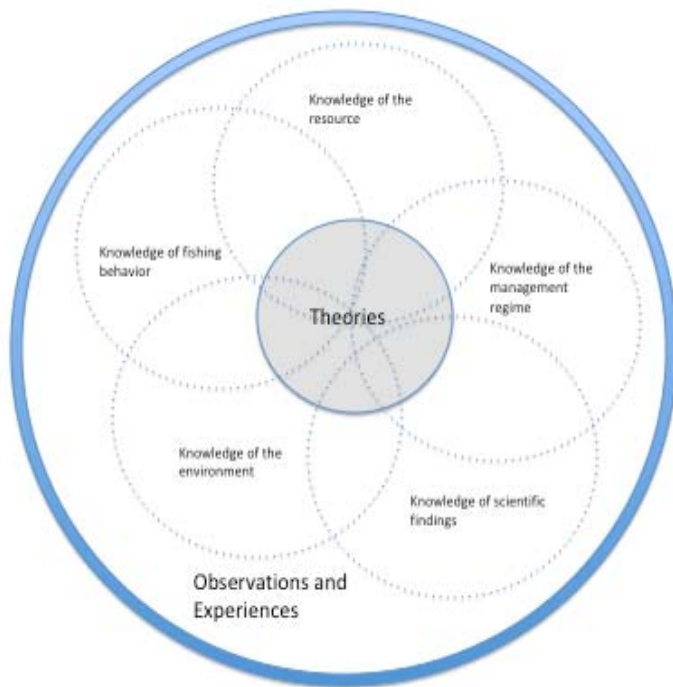 Knowledge of the
resource
Knowledge of fishing
behavior
Knowledge of the
management
regime
Theories
Knowledge of the
environment
Knowledge of scientific
findings
Observations and
Experiences